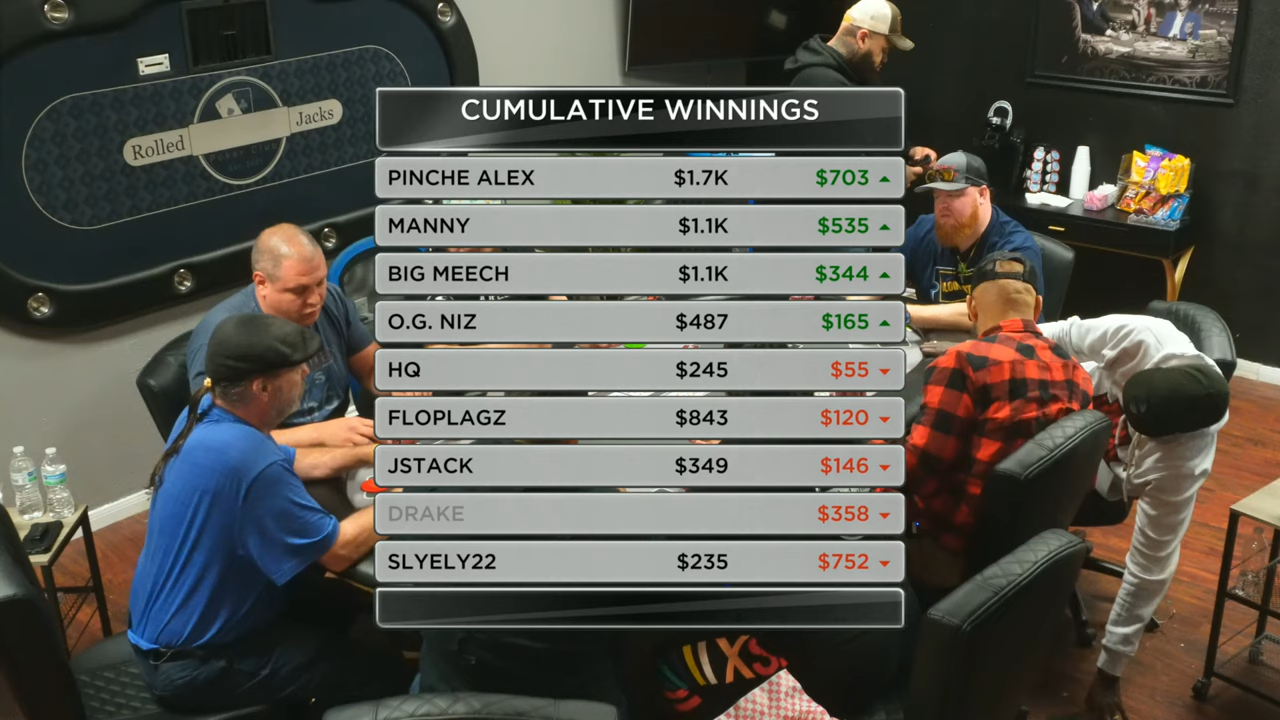 Rolled Jacks
CUMULATIVE WINNINGS
PINCHE ALEX $1.7K $703
MANNY $1.1K $535
BIG MEECH $1.1K $344
O.G. NIZ $487 $165
HQ $245 $55
FLOPLAGZ $843 $120
JSTACK $349 $146
DRAKE $358
SLYELY22 $235 $752